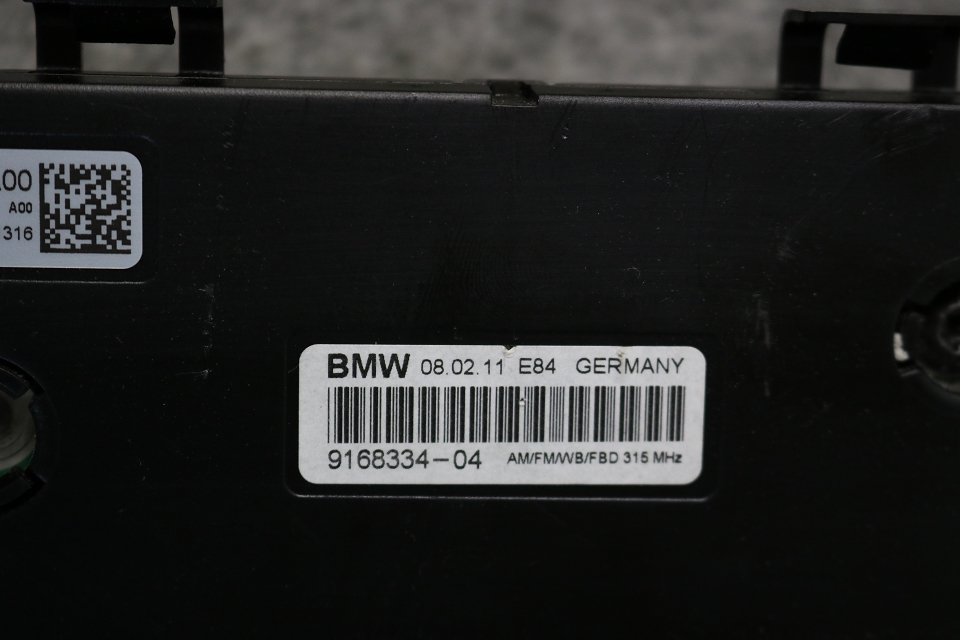 00
A00
316
BMW 08.02.11 E84 GERMANY
9168334-04 AM/FM/WB/FBD 315 MHz